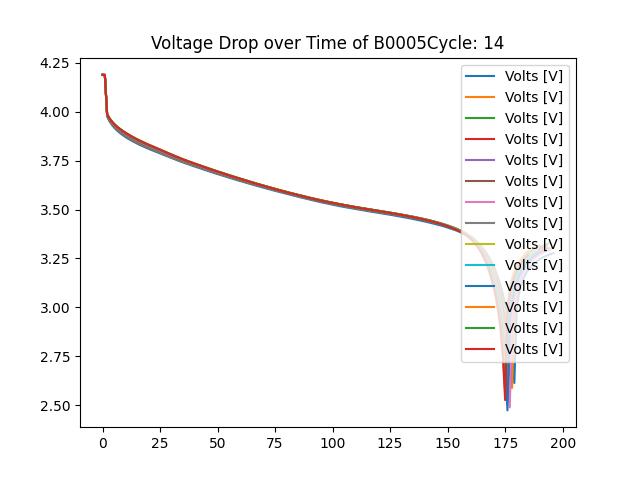 Voltage Drop over Time of B0005Cycle: 14
4.25
4.00
3.75
3.50
3.25
3.00
2.75
2.50
0 25 50 75 100 125 150 175 200
Volts [V]
Volts [V]
Volts [V]
Volts [V]
Volts [V]
Volts [V]
Volts [V]
Volts [V]
Volts [V]
Volts [V]
Volts [V]
Volts [V]
Volts [V]
Volts [V]